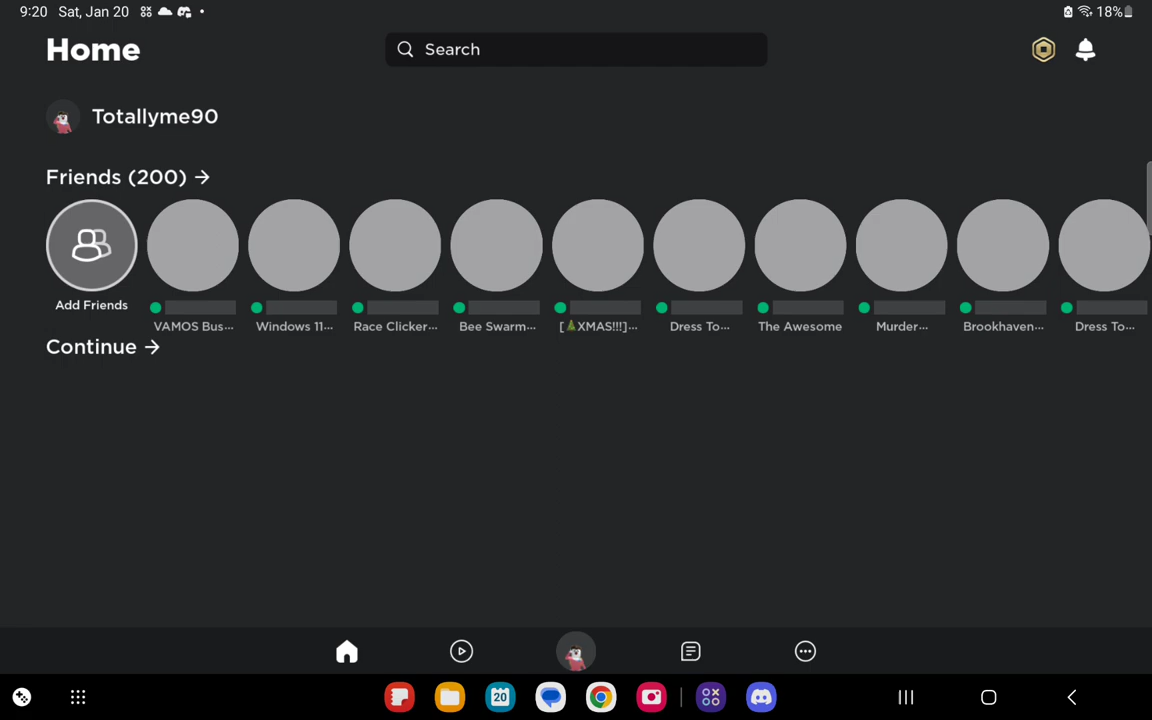 9:20 Sat, Jan 20 18%
Home
Search
Totallyme90
Friends (200) →
Add Friends
VAMOS Bus...
Windows 11...
Race Clicker...
Bee Swarm...
[🎄XMAS!!!]...
Dress To...
The Awesome
Murder...
Brookhaven...
Dress To...
Continue →
20